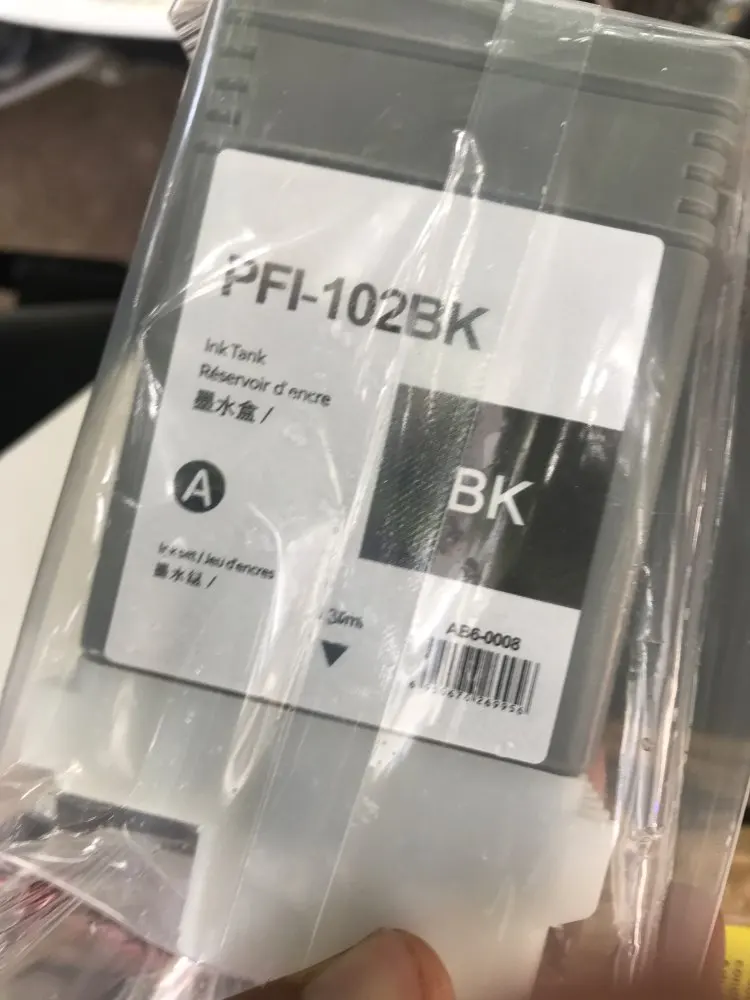 PFI-102BK
Ink Tank
Réservoir d'encre
墨水盒 /
BK
A
Ink set / Jeu d'encres
墨水组 /
AB6-0008